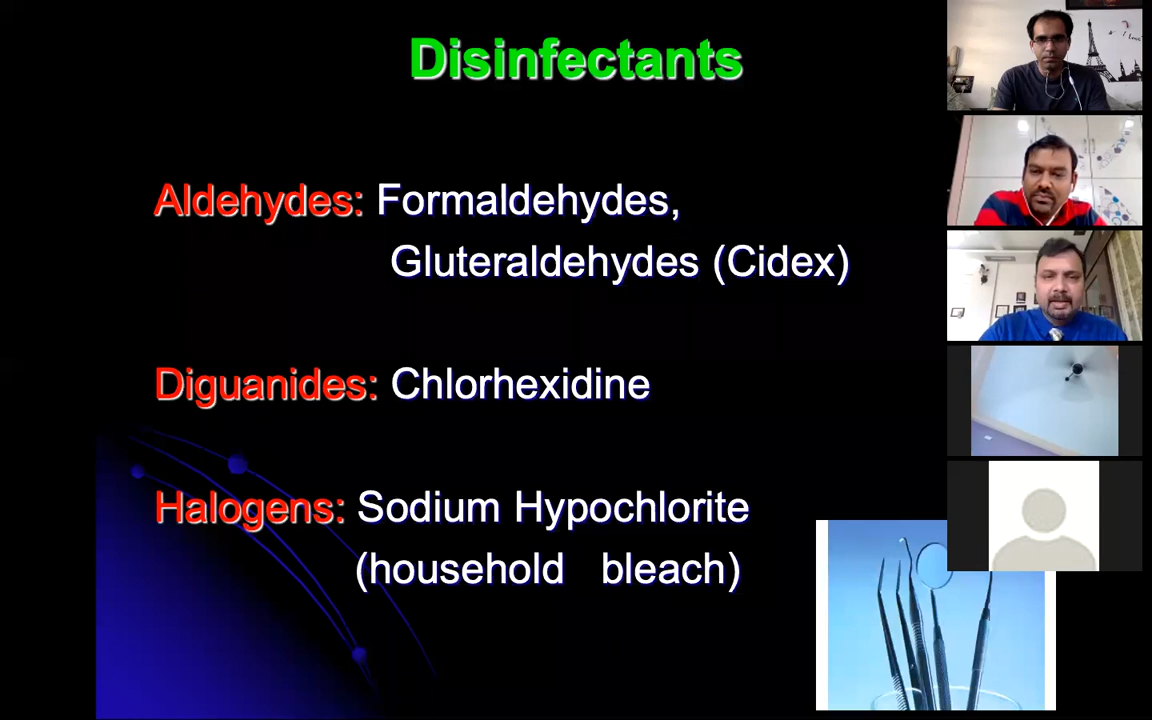 Disinfectants
Aldehydes: Formaldehydes,
Gluteraldehydes (Cidex)
Diguanides: Chlorhexidine
Halogens: Sodium Hypochlorite
(household bleach)